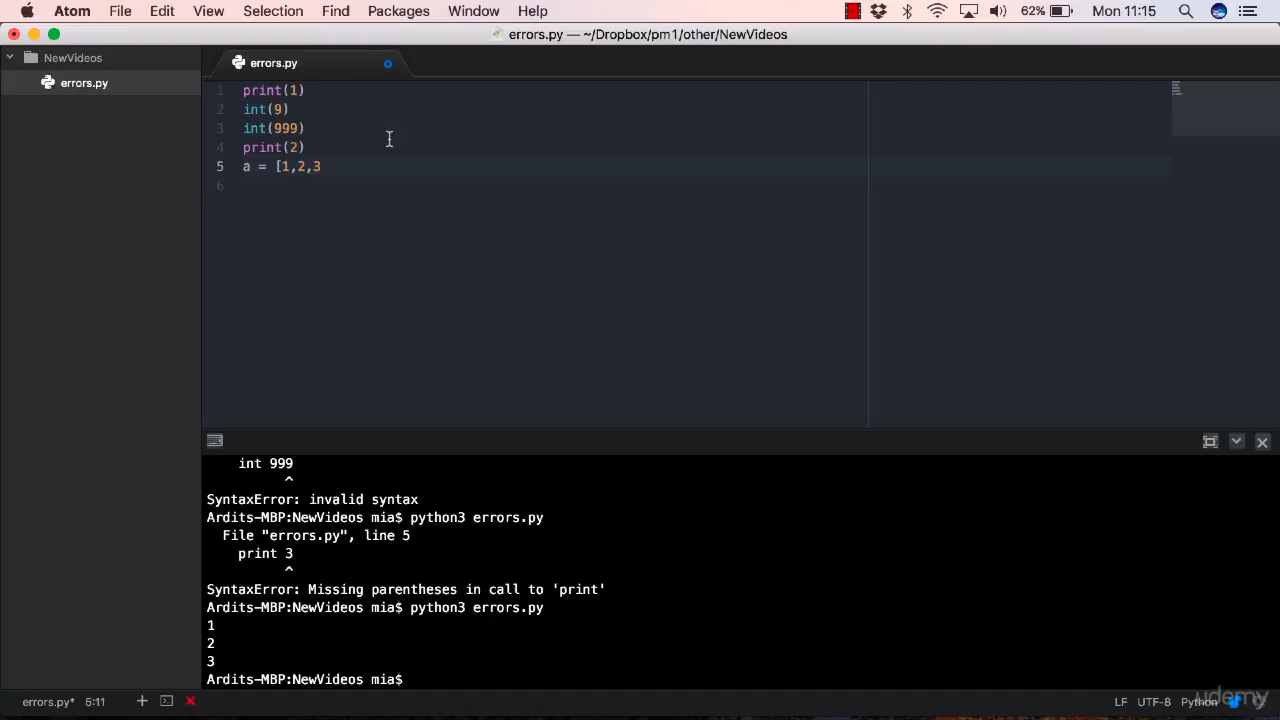 Atom File Edit View Selection Find Packages Window Help 62% Mon 11:15
errors.py — ~/Dropbox/pm1/other/NewVideos
NewVideos
errors.py
errors.py
1 print(1)
2 int(9)
3 int(999)
4 print(2)
5 a = [1,2,3
6
int 999
^
SyntaxError: invalid syntax
Ardits-MBP:NewVideos mia$ python3 errors.py
File "errors.py", line 5
print 3
^
SyntaxError: Missing parentheses in call to 'print'
Ardits-MBP:NewVideos mia$ python3 errors.py
1
2
3
Ardits-MBP:NewVideos mia$
errors.py* 5:11 LF UTF-8 Python
udemy